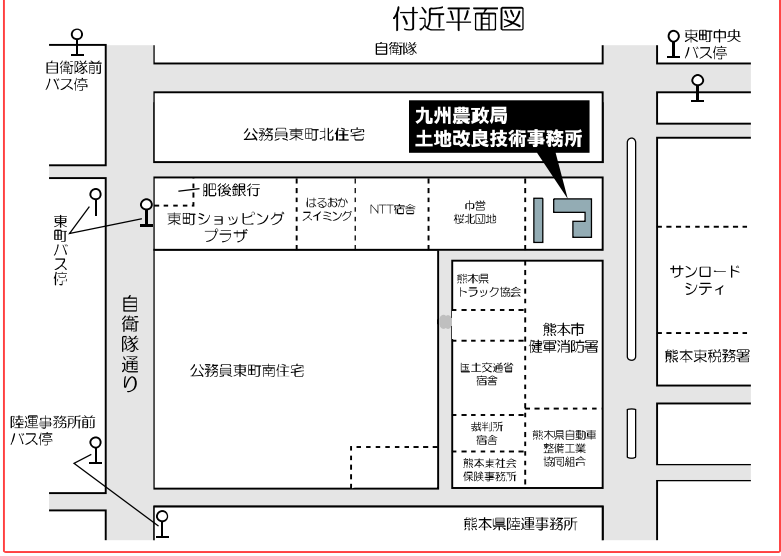 付近平面図
自衛隊
東町中央
バス停
自衛隊前
バス停
九州農政局
土地改良技術事務所
公務員東町北住宅
肥後銀行
東町ショッピング
プラザ
はるおか
スイミング
NTT宿舎
市営
桜北団地
東町バス停
熊本県
トラック協会
サンロード
シティ
自衛隊通り
熊本市
健軍消防署
熊本東税務署
公務員東町南住宅
国土交通省
宿舎
陸運事務所前
バス停
裁判所
宿舎
熊本県自動車
整備工業
協同組合
熊本東社会
保険事務所
熊本県陸運事務所